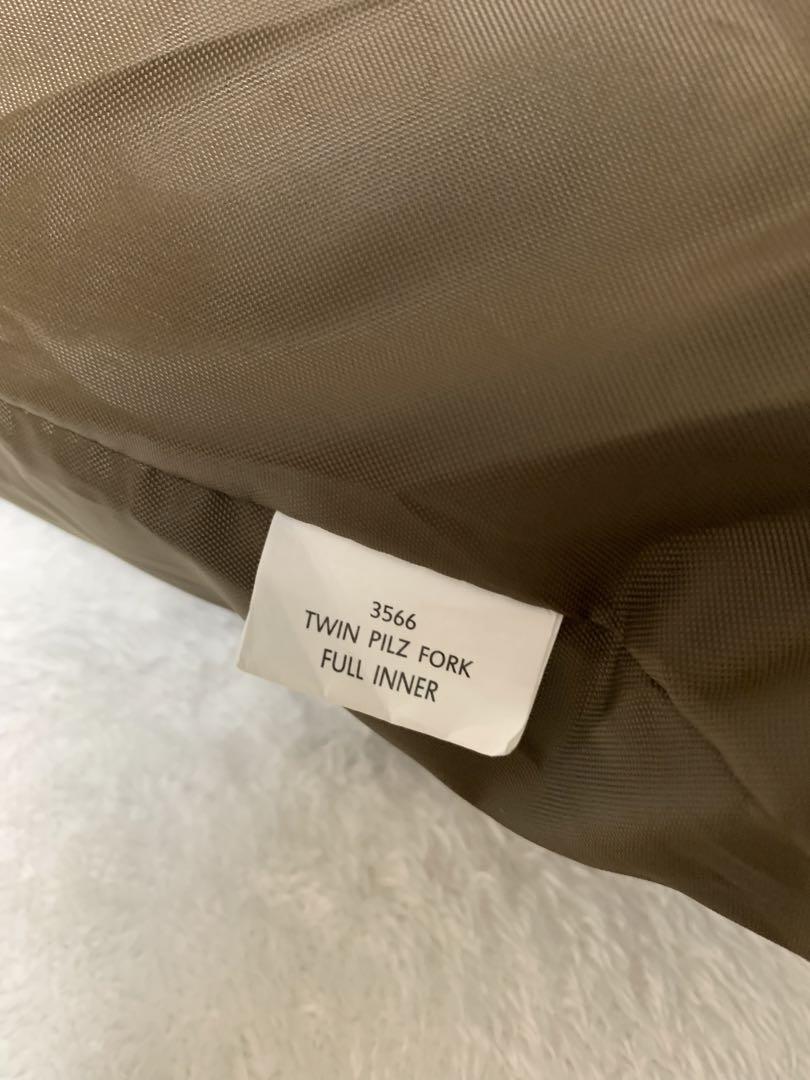 3566
TWIN PILZ FORK
FULL INNER